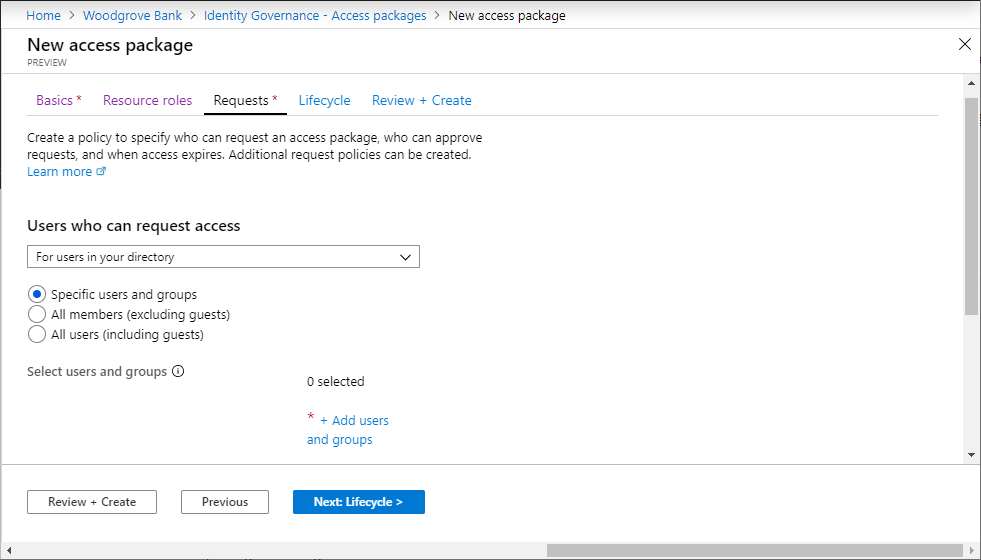 Home > Woodgrove Bank > Identity Governance - Access packages > New access package
New access package
PREVIEW
Basics * Resource roles Requests * Lifecycle Review + Create
Create a policy to specify who can request an access package, who can approve
requests, and when access expires. Additional request policies can be created.
Learn more
Users who can request access
For users in your directory
Specific users and groups
All members (excluding guests)
All users (including guests)
Select users and groups
0 selected
* + Add users
and groups
Review + Create Previous Next: Lifecycle >